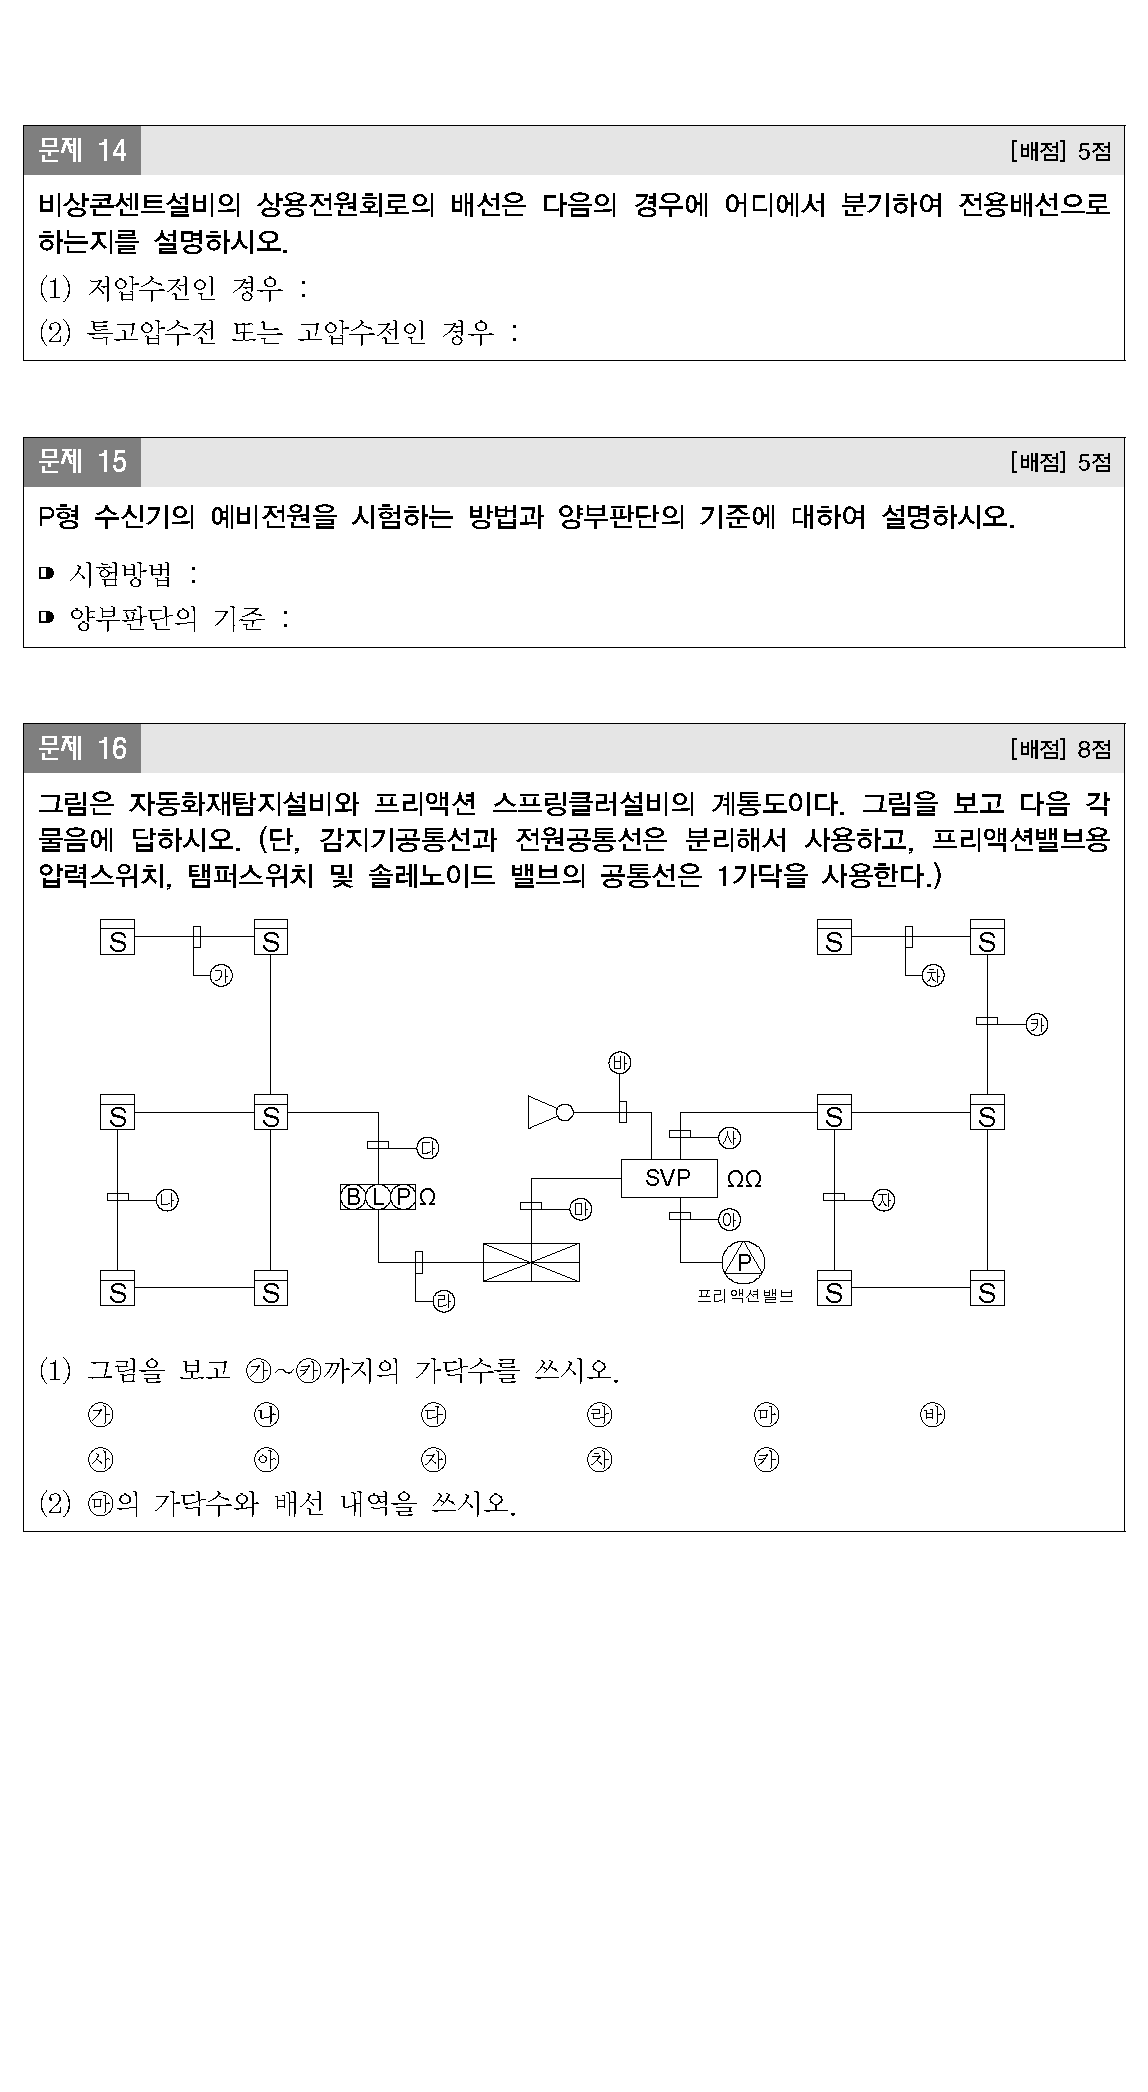 문제 14 [배점] 5점
비상콘센트설비의 상용전원회로의 배선은 다음의 경우에 어디에서 분기하여 전용배선으로
하는지를 설명하시오.
(1) 저압수전인 경우 :
(2) 특고압수전 또는 고압수전인 경우 :
문제 15 [배점] 5점
P형 수신기의 예비전원을 시험하는 방법과 양부판단의 기준에 대하여 설명하시오.
시험방법 :
양부판단의 기준 :
문제 16 [배점] 8점
그림은 자동화재탐지설비와 프리액션 스프링클러설비의 계통도이다. 그림을 보고 다음 각
물음에 답하시오. (단, 감지기공통선과 전원공통선은 분리해서 사용하고, 프리액션밸브용
압력스위치, 탬퍼스위치 및 솔레노이드 밸브의 공통선은 1가닥을 사용한다.)
S S S S
㉮ ㉶
㉸
㉳
S S S S
㉰ ㉴
SVP ΩΩ
B L P Ω
㉯ ㉲ ㉵ ㉷
P
㉱
프리액션밸브
S S S S
(1) 그림을 보고 ㉮~㉸까지의 가닥수를 쓰시오.
㉮ ㉯ ㉰ ㉱ ㉲ ㉳
㉴ ㉵ ㉶ ㉷ ㉸
(2) ㉲의 가닥수와 배선 내역을 쓰시오.